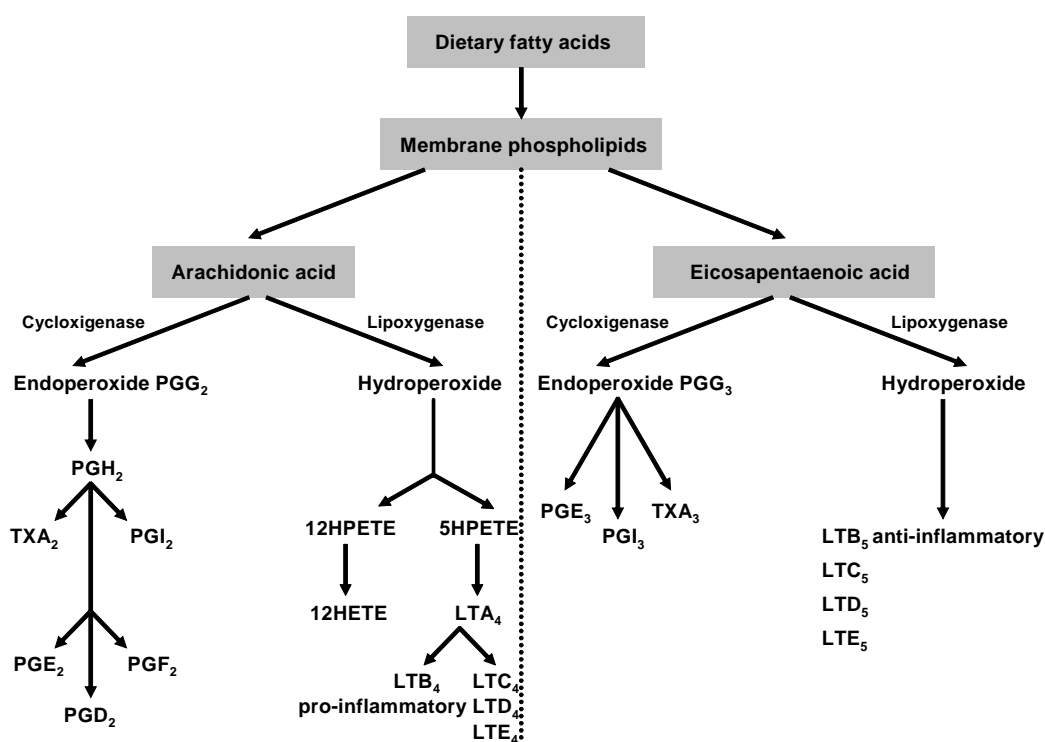 Dietary fatty acids
Membrane phospholipids
Arachidonic acid
Eicosapentaenoic acid
Cycloxigenase
Lipoxygenase
Cycloxigenase
Lipoxygenase
Endoperoxide PGG₂
Hydroperoxide
Endoperoxide PGG₃
Hydroperoxide
PGH₂
TXA₂
PGI₂
12HPETE
5HPETE
PGE₃
PGI₃
TXA₃
LTB₅ anti-inflammatory
LTC₅
LTD₅
LTE₅
12HETE
LTA₄
PGE₂
PGF₂
PGD₂
LTB₄
LTC₄
pro-inflammatory LTD₄
LTE₄